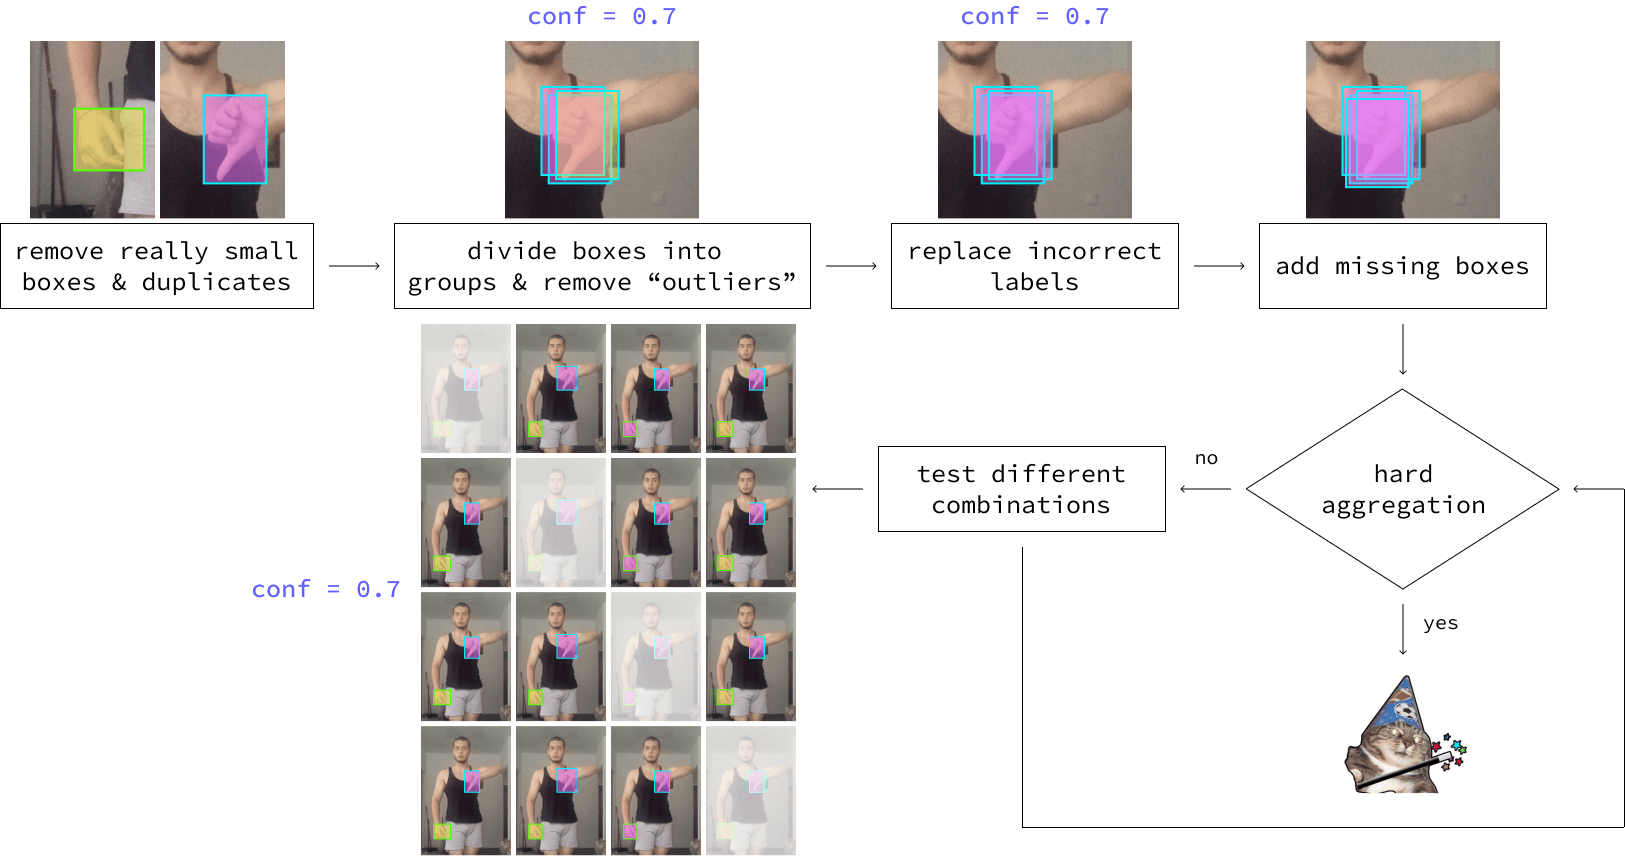 conf = 0.7
conf = 0.7
remove really small
boxes & duplicates
divide boxes into
groups & remove “outliers”
replace incorrect
labels
add missing boxes
test different
combinations
no
hard
aggregation
conf = 0.7
yes